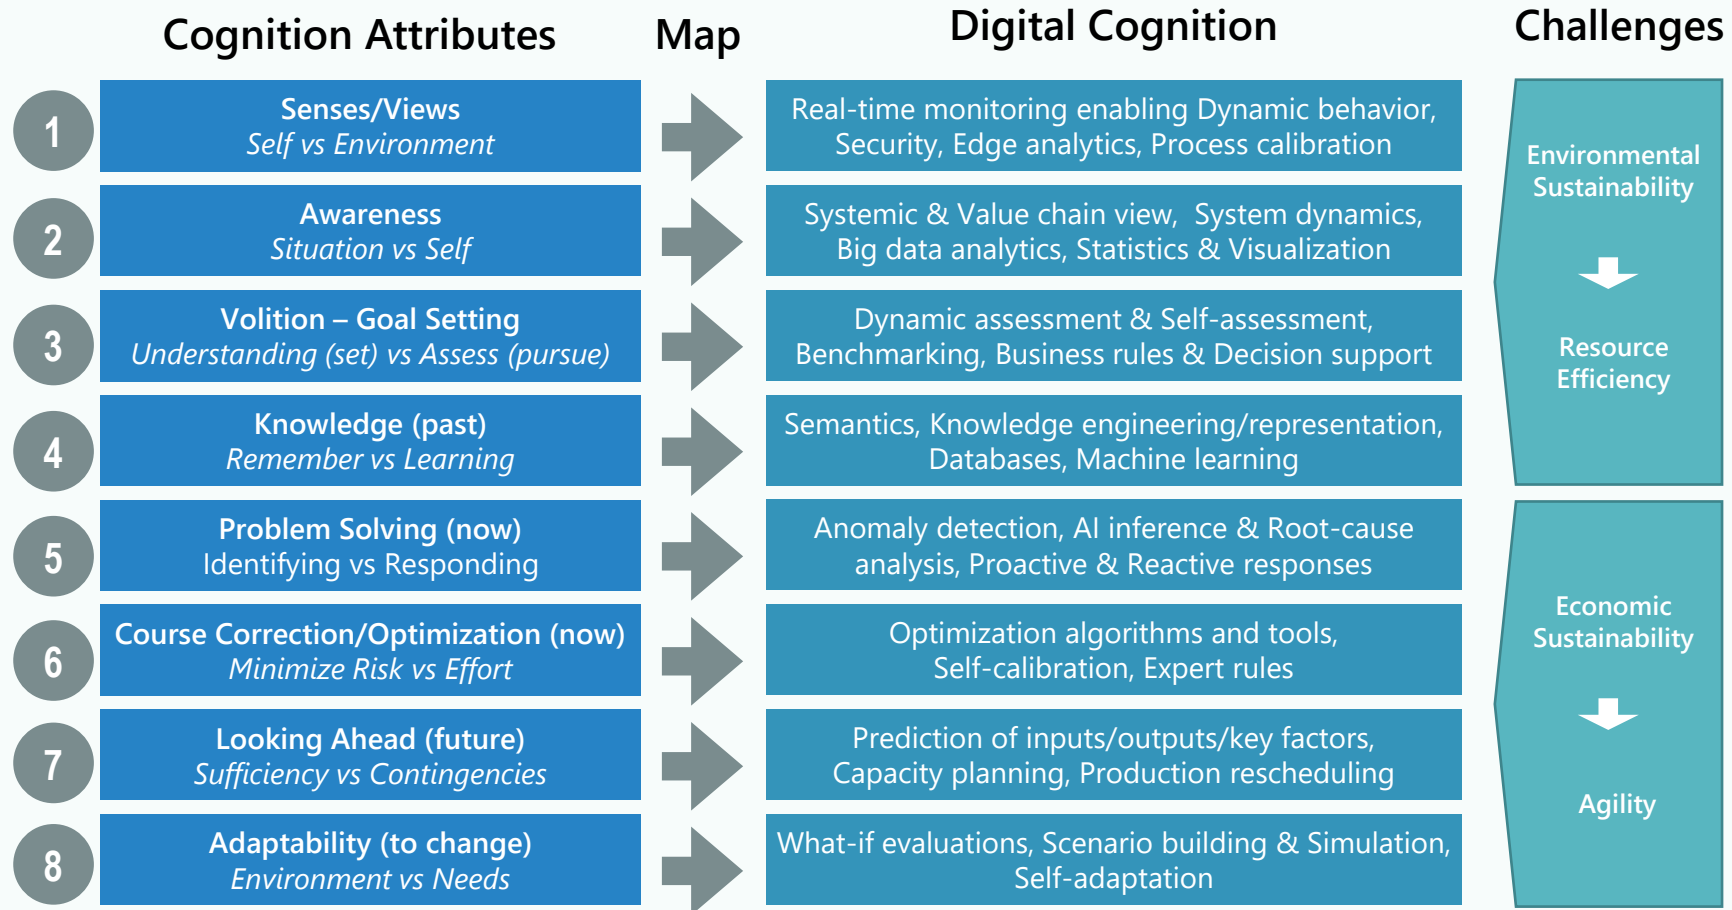 Cognition Attributes
Map
Digital Cognition
Challenges
1
Senses/Views
Self vs Environment
Real-time monitoring enabling Dynamic behavior,
Security, Edge analytics, Process calibration
2
Awareness
Situation vs Self
Systemic & Value chain view,  System dynamics,
Big data analytics, Statistics & Visualization
3
Volition – Goal Setting
Understanding (set) vs Assess (pursue)
Dynamic assessment & Self-assessment,
Benchmarking, Business rules & Decision support
4
Knowledge (past)
Remember vs Learning
Semantics, Knowledge engineering/representation,
Databases, Machine learning
Environmental
Sustainability
Resource
Efficiency
5
Problem Solving (now)
Identifying vs Responding
Anomaly detection, AI inference & Root-cause
analysis, Proactive & Reactive responses
6
Course Correction/Optimization (now)
Minimize Risk vs Effort
Optimization algorithms and tools,
Self-calibration, Expert rules
7
Looking Ahead (future)
Sufficiency vs Contingencies
Prediction of inputs/outputs/key factors,
Capacity planning, Production rescheduling
8
Adaptability (to change)
Environment vs Needs
What-if evaluations, Scenario building & Simulation,
Self-adaptation
Economic
Sustainability
Agility